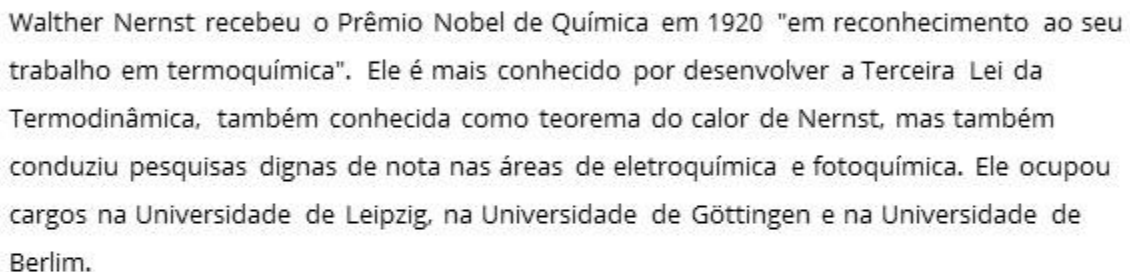 Walther Nernst recebeu o Prêmio Nobel de Química em 1920 "em reconhecimento ao seu
trabalho em termoquímica". Ele é mais conhecido por desenvolver a Terceira Lei da
Termodinâmica, também conhecida como teorema do calor de Nernst, mas também
conduziu pesquisas dignas de nota nas áreas de eletroquímica e fotoquímica. Ele ocupou
cargos na Universidade de Leipzig, na Universidade de Göttingen e na Universidade de
Berlim.